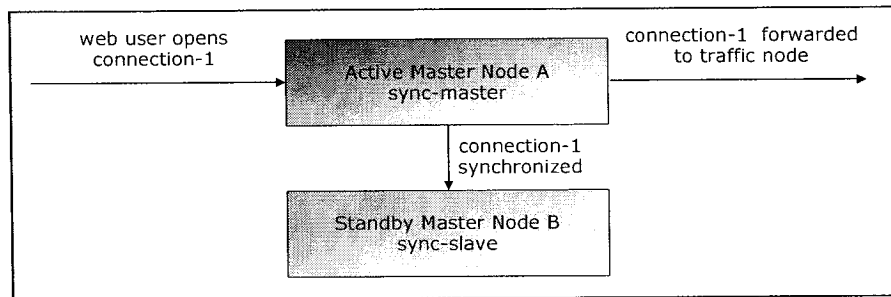 web user opens
connection-1
Active Master Node A
sync-master
connection-1 forwarded
to traffic node
connection-1
synchronized
Standby Master Node B
sync-slave